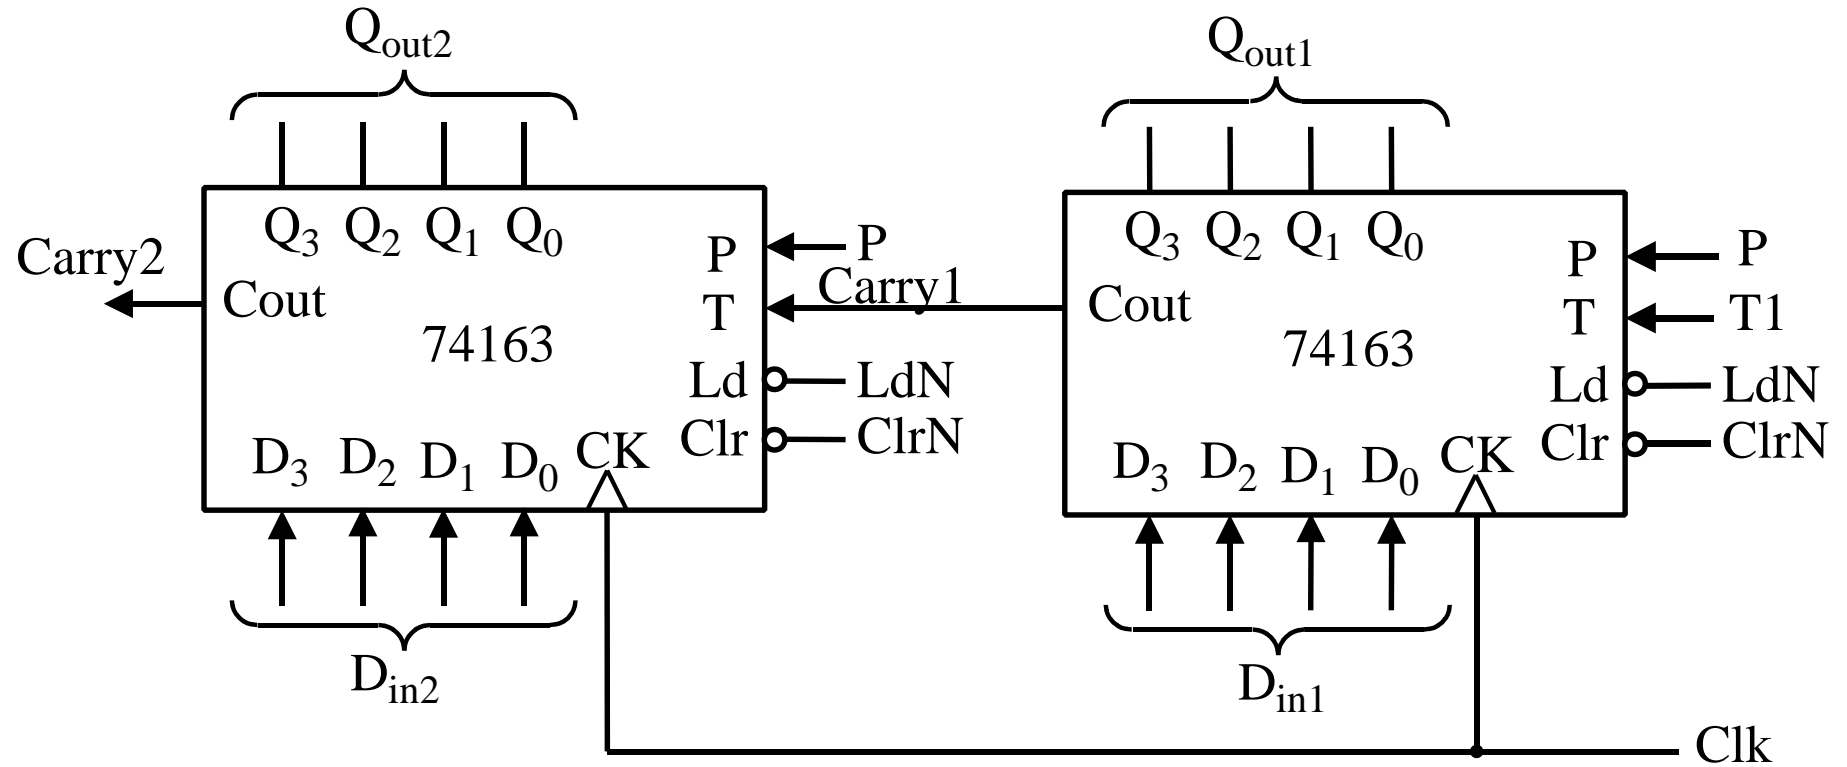 Qout2
Qout1
Q3 Q2 Q1 Q0
P
P
Carry2
Cout
T
Carry1
74163
Ld
LdN
Clr
ClrN
D3 D2 D1 D0 CK
Din2
Q3 Q2 Q1 Q0
P
P
Cout
T
T1
74163
Ld
LdN
Clr
ClrN
D3 D2 D1 D0 CK
Din1
Clk